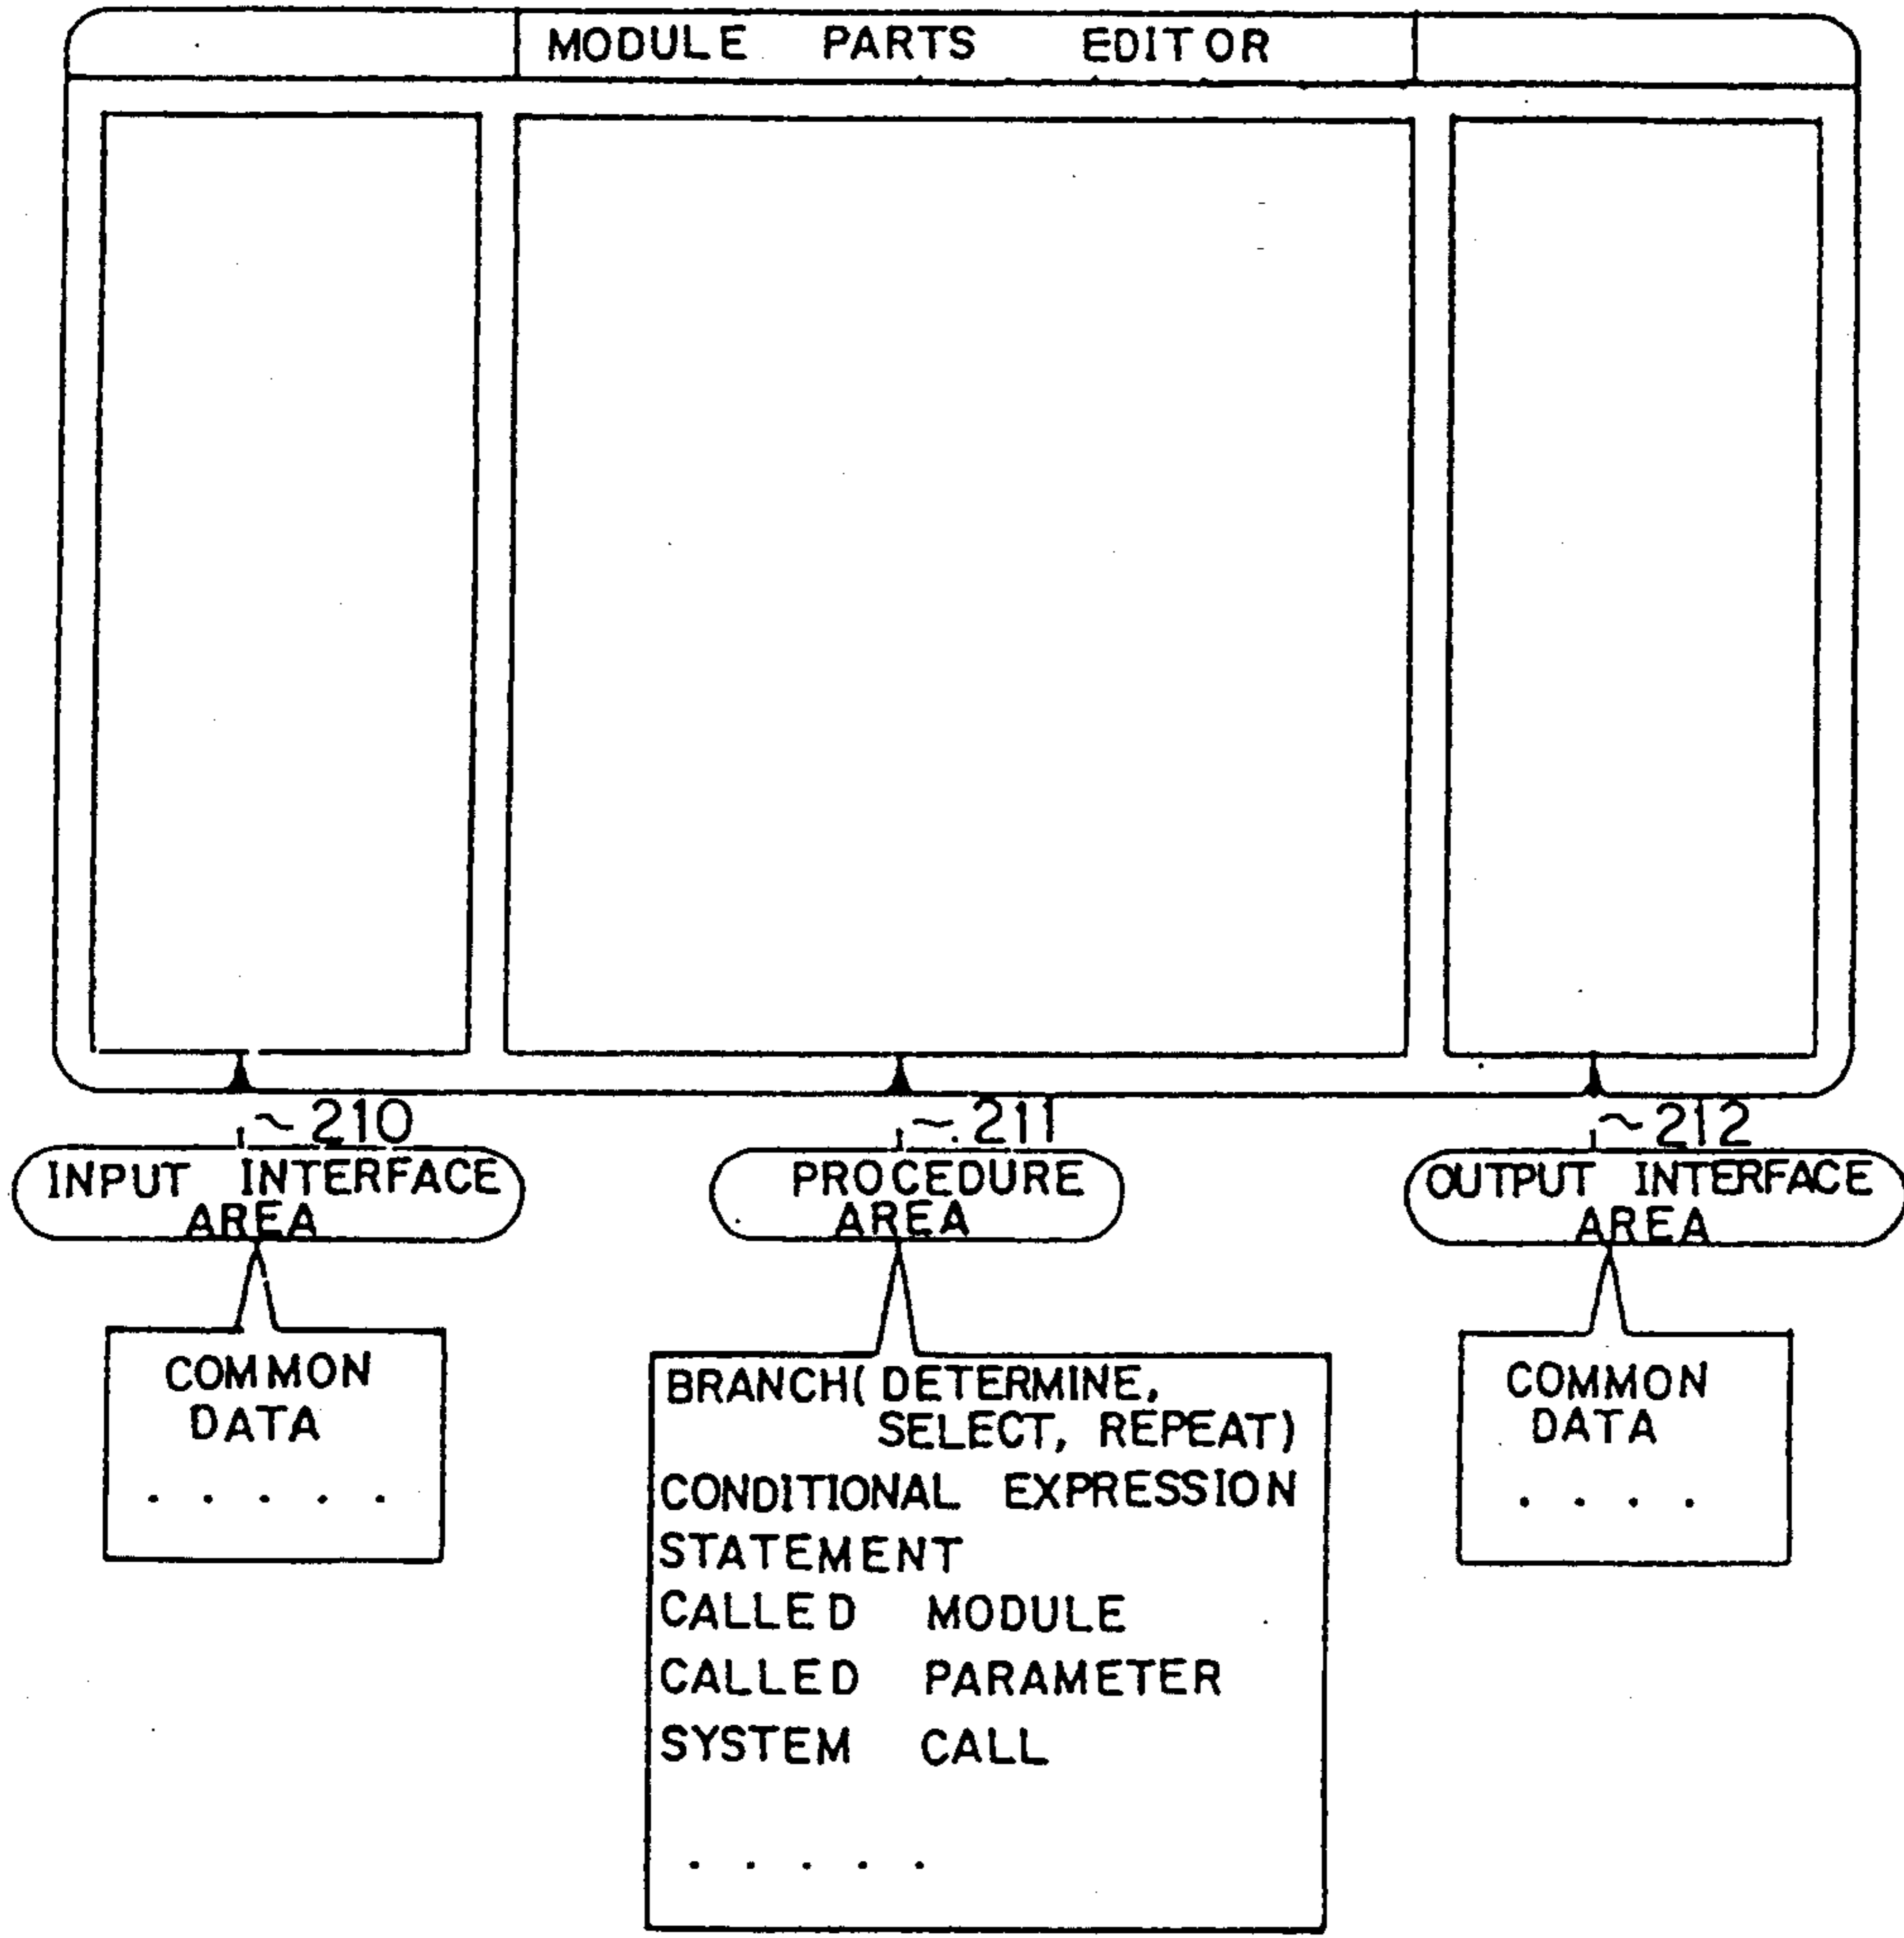 MODULE PARTS EDITOR
~210
INPUT INTERFACE
AREA
COMMON
DATA
. . . . .
~211
PROCEDURE
AREA
BRANCH(DETERMINE,
SELECT, REPEAT)
CONDITIONAL EXPRESSION
STATEMENT
CALLED MODULE
CALLED PARAMETER
SYSTEM CALL
. . . . .
~212
OUTPUT INTERFACE
AREA
COMMON
DATA
. . . .